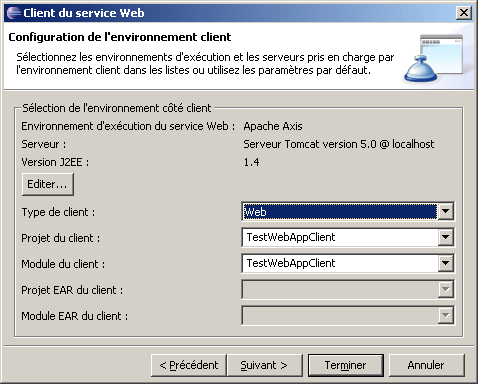 Client du service Web
Configuration de l'environnement client
Sélectionnez les environnements d'exécution et les serveurs pris en charge par
l'environnement client dans les listes ou utilisez les paramètres par défaut.
Sélection de l'environnement côté client
Environnement d'exécution du service Web : Apache Axis
Serveur : Serveur Tomcat version 5.0 @ localhost
Version J2EE : 1.4
Editer...
Type de client : Web
Projet du client : TestWebAppClient
Module du client : TestWebAppClient
Projet EAR du client :
Module EAR du client :
< Précédent Suivant > Terminer Annuler